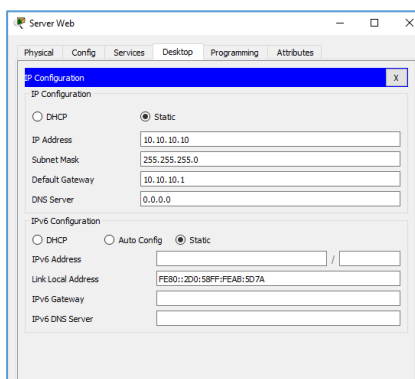 Server Web
Physical Config Services Desktop Programming Attributes
IP Configuration X
IP Configuration
DHCP Static
IP Address 10.10.10.10
Subnet Mask 255.255.255.0
Default Gateway 10.10.10.1
DNS Server 0.0.0.0
IPv6 Configuration
DHCP Auto Config Static
IPv6 Address /
Link Local Address FE80::2D0:58FF:FEAB:5D7A
IPv6 Gateway
IPv6 DNS Server